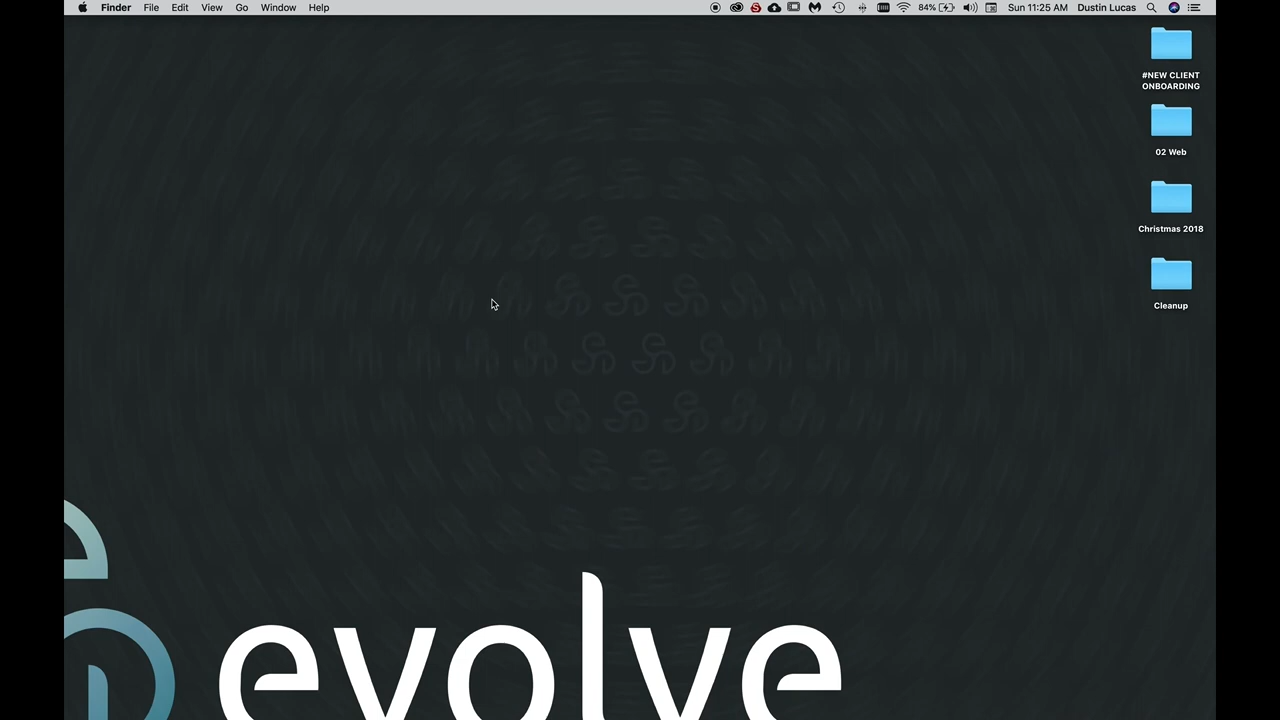 Finder File Edit View Go Window Help 84% Sun 11:25 AM Dustin Lucas
#NEW CLIENT
ONBOARDING
02 Web
Christmas 2018
Cleanup
evolve